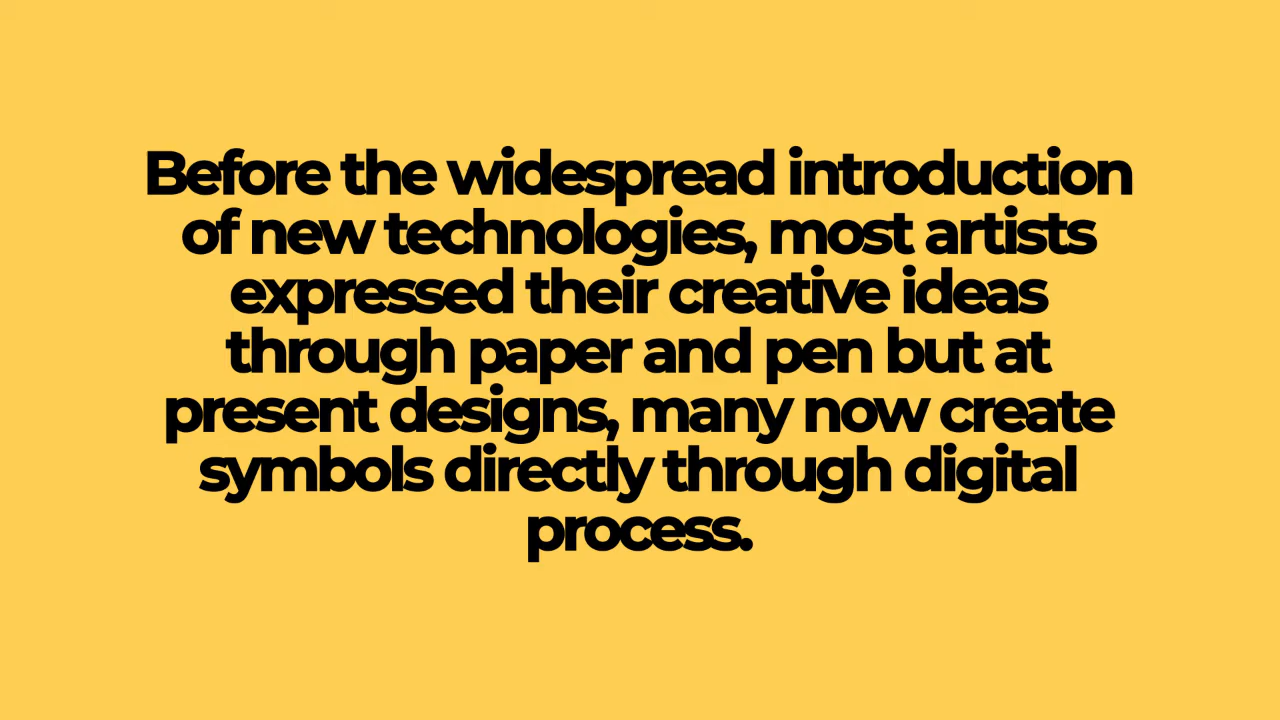 Before the widespread introduction
of new technologies, most artists
expressed their creative ideas
through paper and pen but at
present designs, many now create
symbols directly through digital
process.